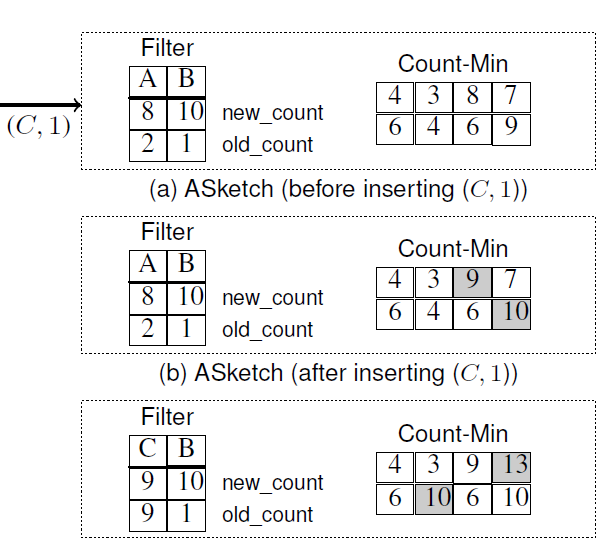 Filter
A B
8 10 new_count
2 1 old_count
Count-Min
4 3 8 7
6 4 6 9
(C, 1)
(a) ASketch (before inserting (C, 1))
Filter
A B
8 10 new_count
2 1 old_count
Count-Min
4 3 9 7
6 4 6 10
(b) ASketch (after inserting (C, 1))
Filter
C B
9 10 new_count
9 1 old_count
Count-Min
4 3 9 13
6 10 6 10